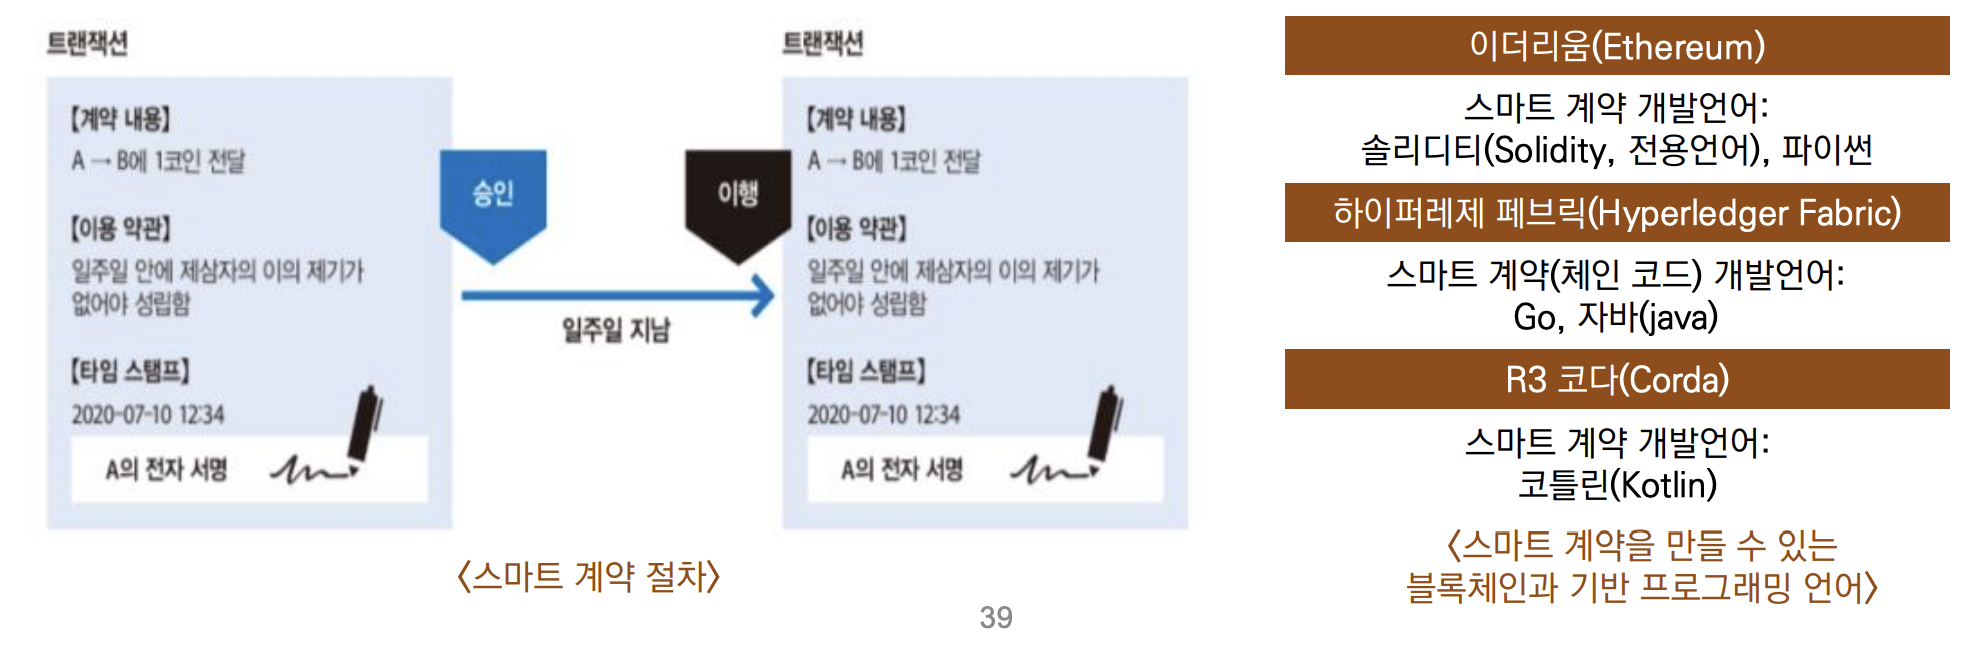 트랜잭션
【계약 내용】
A → B에 1코인 전달
【이용 약관】
일주일 안에 제삼자의 이의 제기가
없어야 성립함
【타임 스탬프】
2020-07-10 12:34
A의 전자 서명
승인
이행
일주일 지남
트랜잭션
【계약 내용】
A → B에 1코인 전달
【이용 약관】
일주일 안에 제삼자의 이의 제기가
없어야 성립함
【타임 스탬프】
2020-07-10 12:34
A의 전자 서명
〈스마트 계약 절차〉
이더리움(Ethereum)
스마트 계약 개발언어:
솔리디티(Solidity, 전용언어), 파이썬
하이퍼레제 페브릭(Hyperledger Fabric)
스마트 계약(체인 코드) 개발언어:
Go, 자바(java)
R3 코다(Corda)
스마트 계약 개발언어:
코틀린(Kotlin)
〈스마트 계약을 만들 수 있는
블록체인과 기반 프로그래밍 언어〉
39